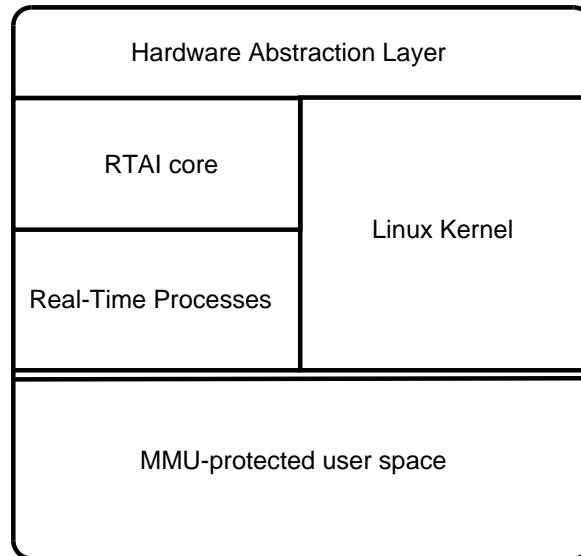 Hardware Abstraction Layer
RTAI core
Linux Kernel
Real-Time Processes
MMU-protected user space